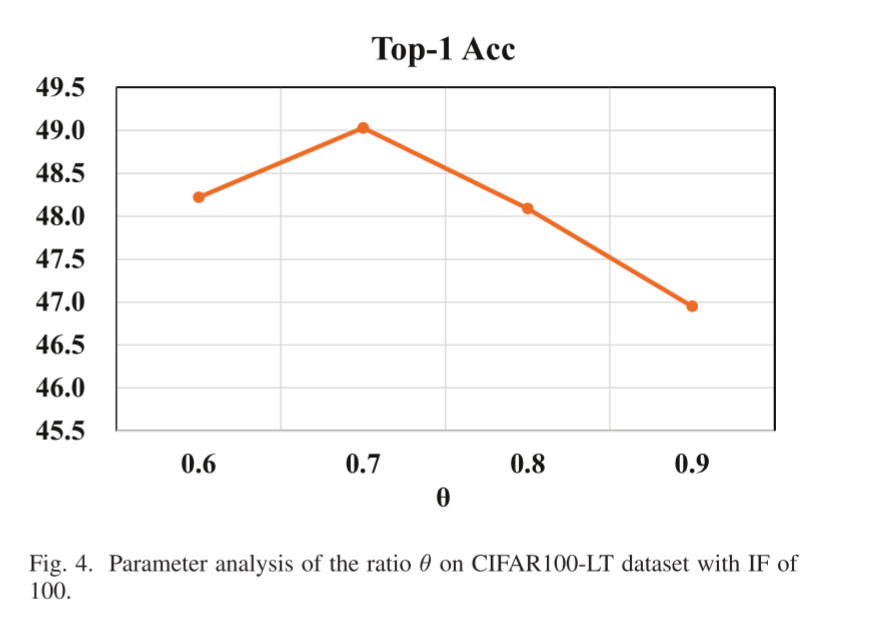 Top-1 Acc
49.5
49.0
48.5
48.0
47.5
47.0
46.5
46.0
45.5
0.6 0.7 0.8 0.9
θ
Fig. 4. Parameter analysis of the ratio θ on CIFAR100-LT dataset with IF of
100.